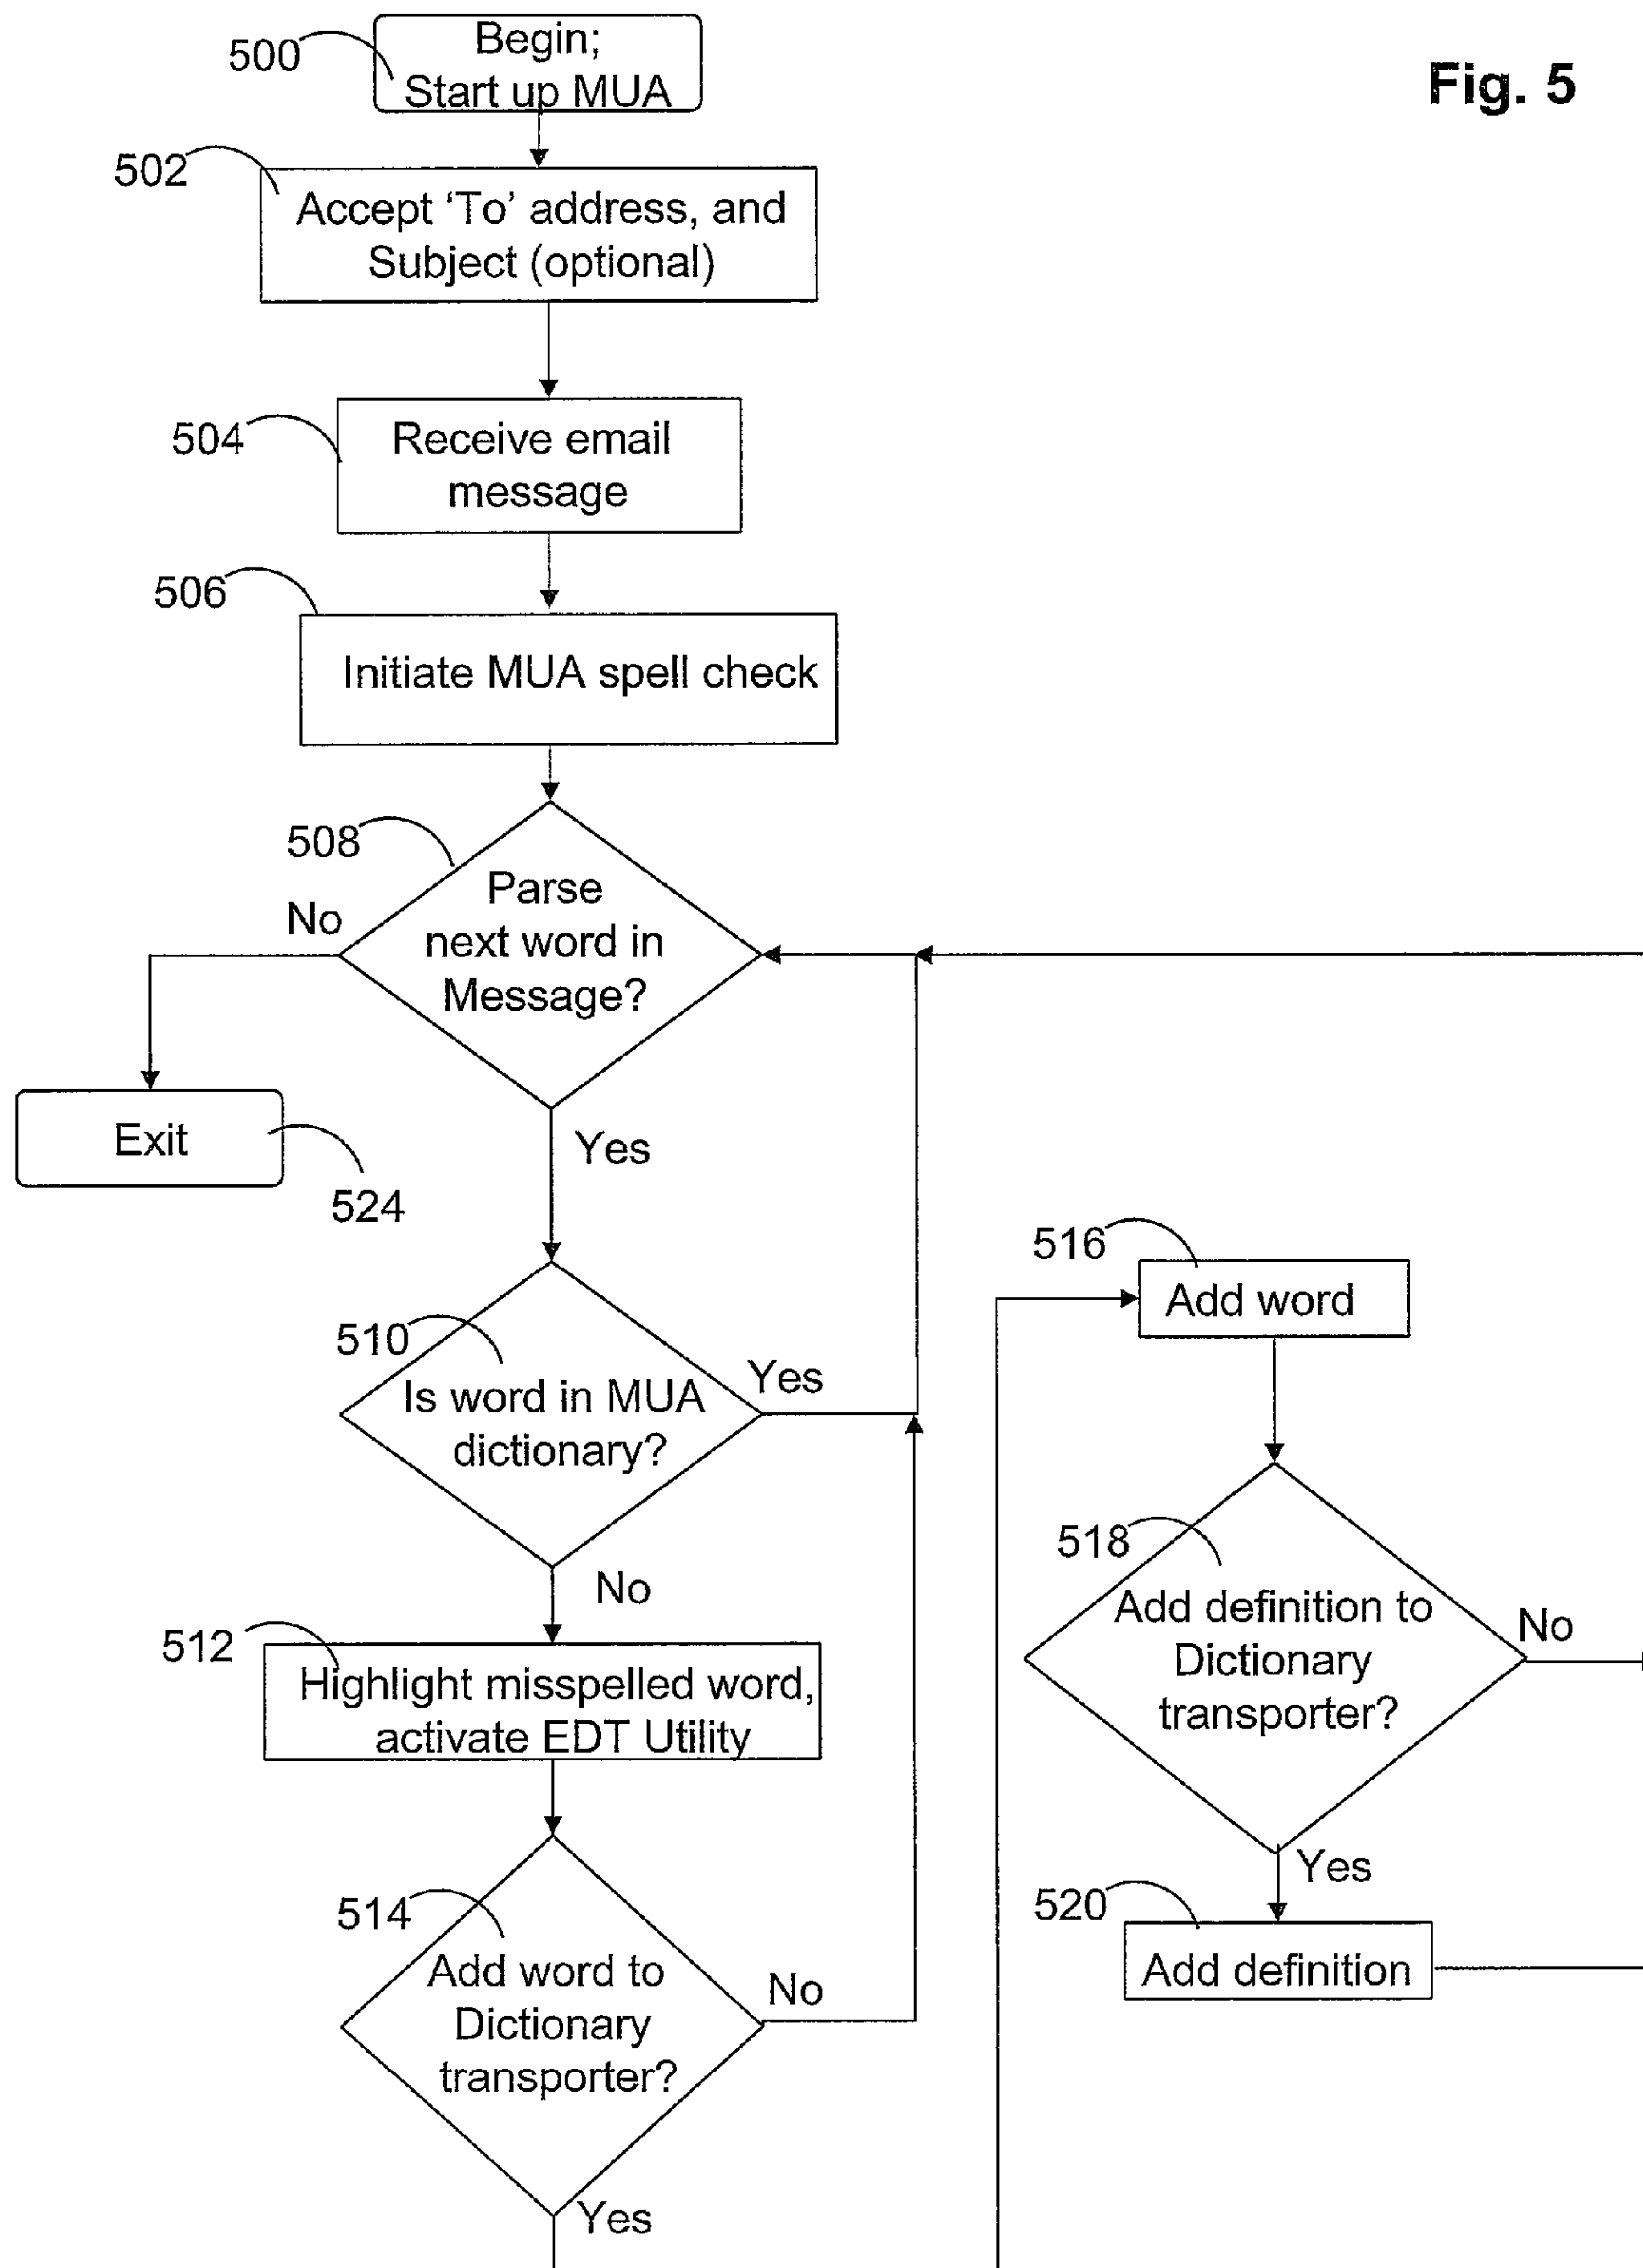 Fig. 5
500
Begin;
Start up MUA
502
Accept ‘To’ address, and
Subject (optional)
504
Receive email
message
506
Initiate MUA spell check
508
Parse
next word in
Message?
No
Yes
Exit
524
510
Is word in MUA
dictionary?
Yes
No
512
Highlight misspelled word,
activate EDT Utility
514
Add word to
Dictionary
transporter?
No
Yes
516
Add word
518
Add definition to
Dictionary
transporter?
No
Yes
520
Add definition